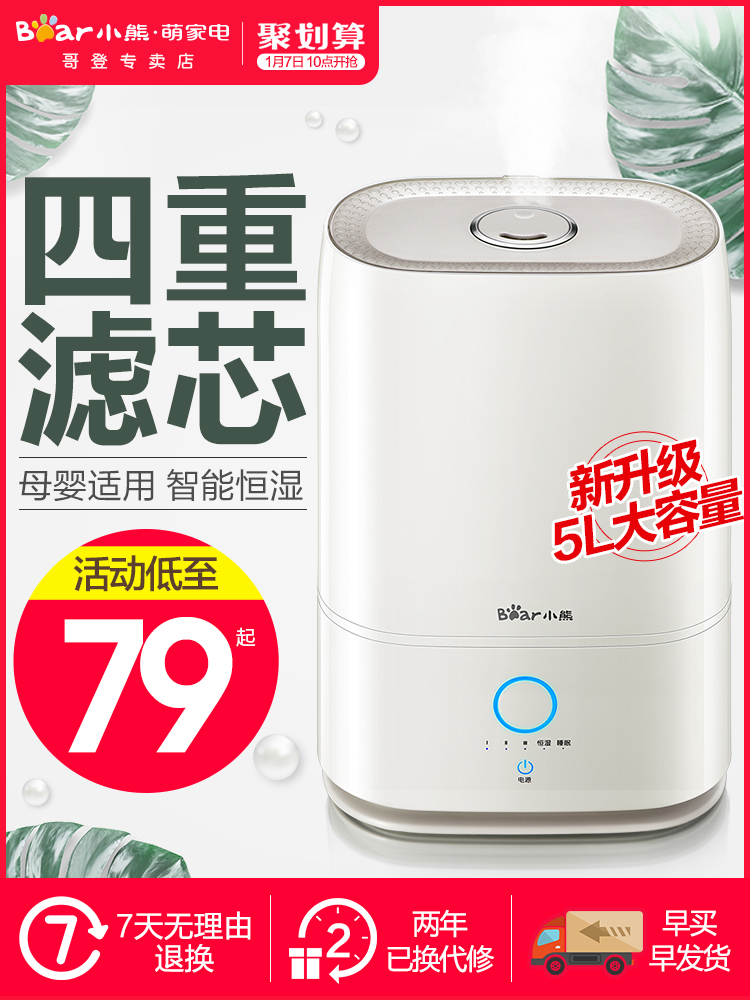 Bear小熊·萌家电
哥登专卖店
聚划算
1月7日 10点开抢
四重
滤芯
母婴适用 智能恒湿
活动低至
79起
新升级
5L大容量
Bear小熊
恒湿 睡眠
电源
7
7天无理由
退换
2
两年
已换代修
早买
早发货